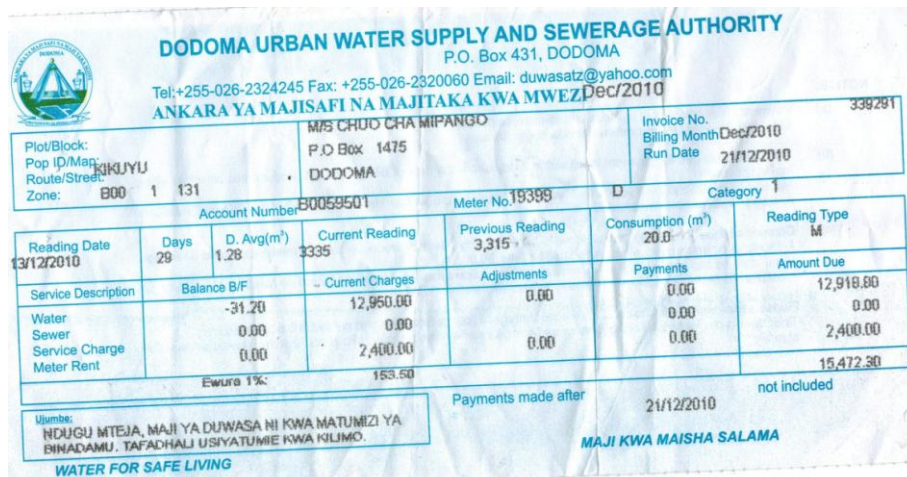 DODOMA URBAN WATER SUPPLY AND SEWERAGE AUTHORITY
P.O. Box 431, DODOMA
Tel:+255-026-2324245 Fax: +255-026-2320060 Email: duwasatz@yahoo.com
ANKARA YA MAJISAFI NA MAJITAKA KWA MWEZI Dec/2010
Plot/Block:
Pop ID/Map:
Route/Street: KIKUYU
Zone: B00 1 131
M/S CHUO CHA MIPANGO
P.O Box 1475
DODOMA
Invoice No. 339291
Billing Month Dec/2010
Run Date 21/12/2010
Account Number B0059501 Meter No. 19399 D Category 1
Reading Date Days D. Avg(m³) Current Reading Previous Reading Consumption (m³) Reading Type
13/12/2010 29 1.28 3335 3,315 20.0 M
Service Description Balance B/F Current Charges Adjustments Payments Amount Due
Water -31.20 12,950.00 0.00 0.00 12,918.80
Sewer 0.00 0.00 0.00 0.00
Service Charge 0.00 2,400.00 0.00 0.00 2,400.00
Meter Rent
Ewura 1%: 153.50 15,472.30
Payments made after 21/12/2010 not included
Ujumbe:
NDUGU MTEJA, MAJI YA DUWASA NI KWA MATUMIZI YA
BINADAMU. TAFADHALI USIYATUMIE KWA KILIMO.
WATER FOR SAFE LIVING
MAJI KWA MAISHA SALAMA